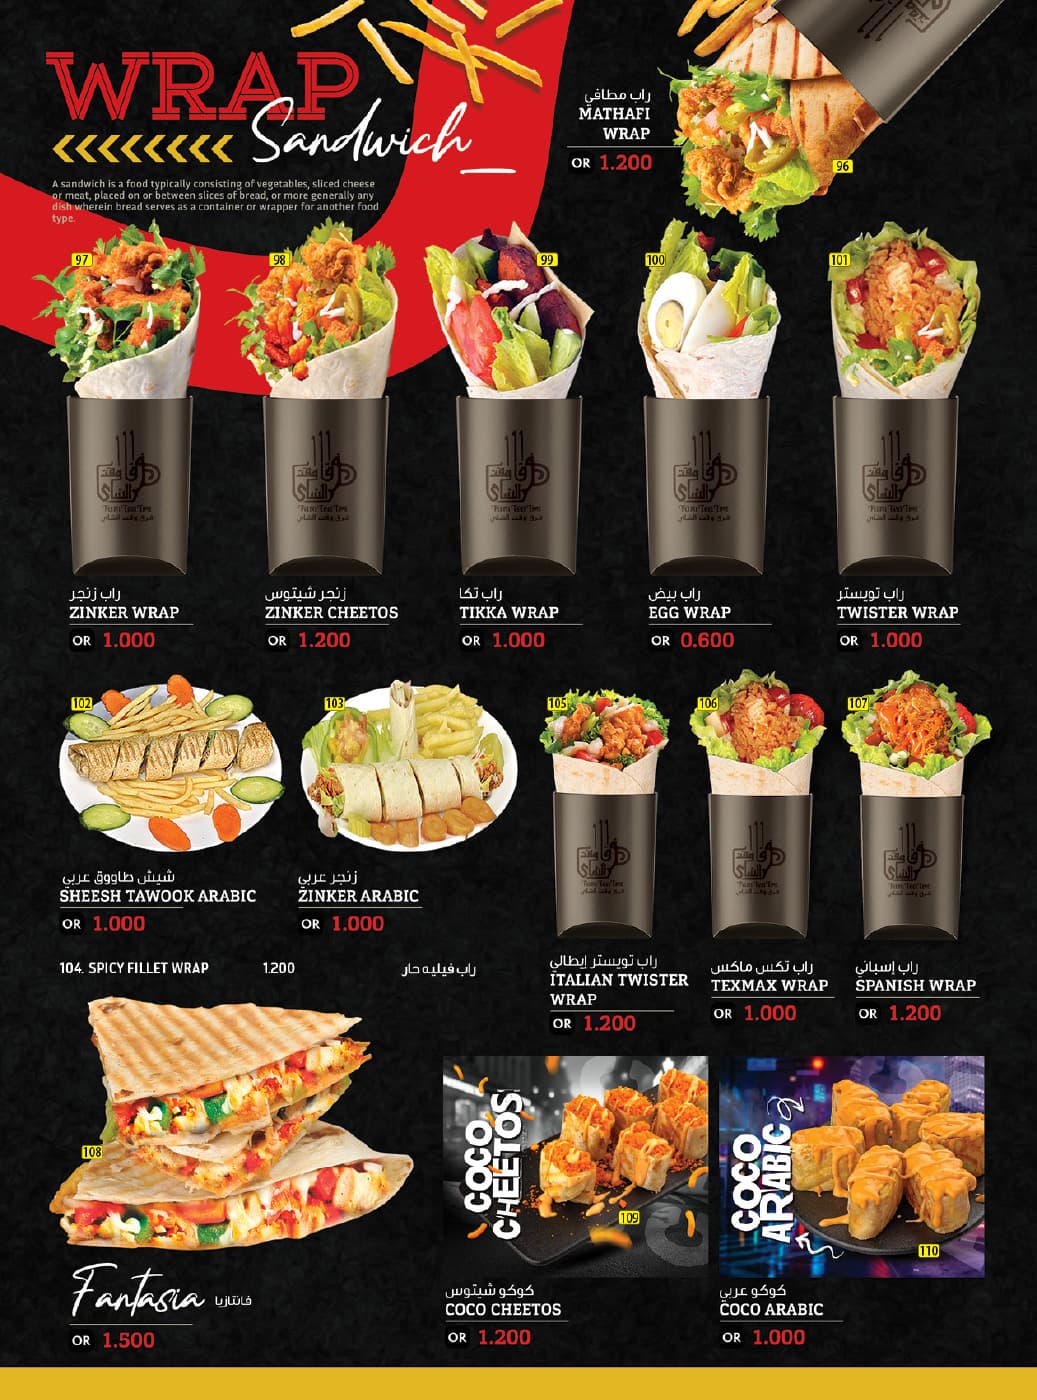 WRAP
Sandwich
A sandwich is a food typically consisting of vegetables, sliced cheese
or meat, placed on or between slices of bread, or more generally any
dish wherein bread serves as a container or wrapper for another food
type.
راب مطافي
MATHAFI
WRAP
OR 1.200
96
97
98
99
100
101
راب زنجر
ZINKER WRAP
OR 1.000
زنجر شيتوس
ZINKER CHEETOS
OR 1.200
راب تكا
TIKKA WRAP
OR 1.000
راب بيض
EGG WRAP
OR 0.600
راب تويستر
TWISTER WRAP
OR 1.000
102
103
105
106
107
شيش طاووق عربي
SHEESH TAWOOK ARABIC
OR 1.000
زنجر عربي
ZINKER ARABIC
OR 1.000
104. SPICY FILLET WRAP 1.200 راب فيليه حار
راب تويستر إيطالي
ITALIAN TWISTER
WRAP
OR 1.200
راب تكس ماكس
TEXMAX WRAP
OR 1.000
راب إسباني
SPANISH WRAP
OR 1.200
108
Fantasia فانتازيا
OR 1.500
COCO
CHEETOS
109
كوكو شيتوس
COCO CHEETOS
OR 1.200
COCO
ARABIC
110
كوكو عربي
COCO ARABIC
OR 1.000